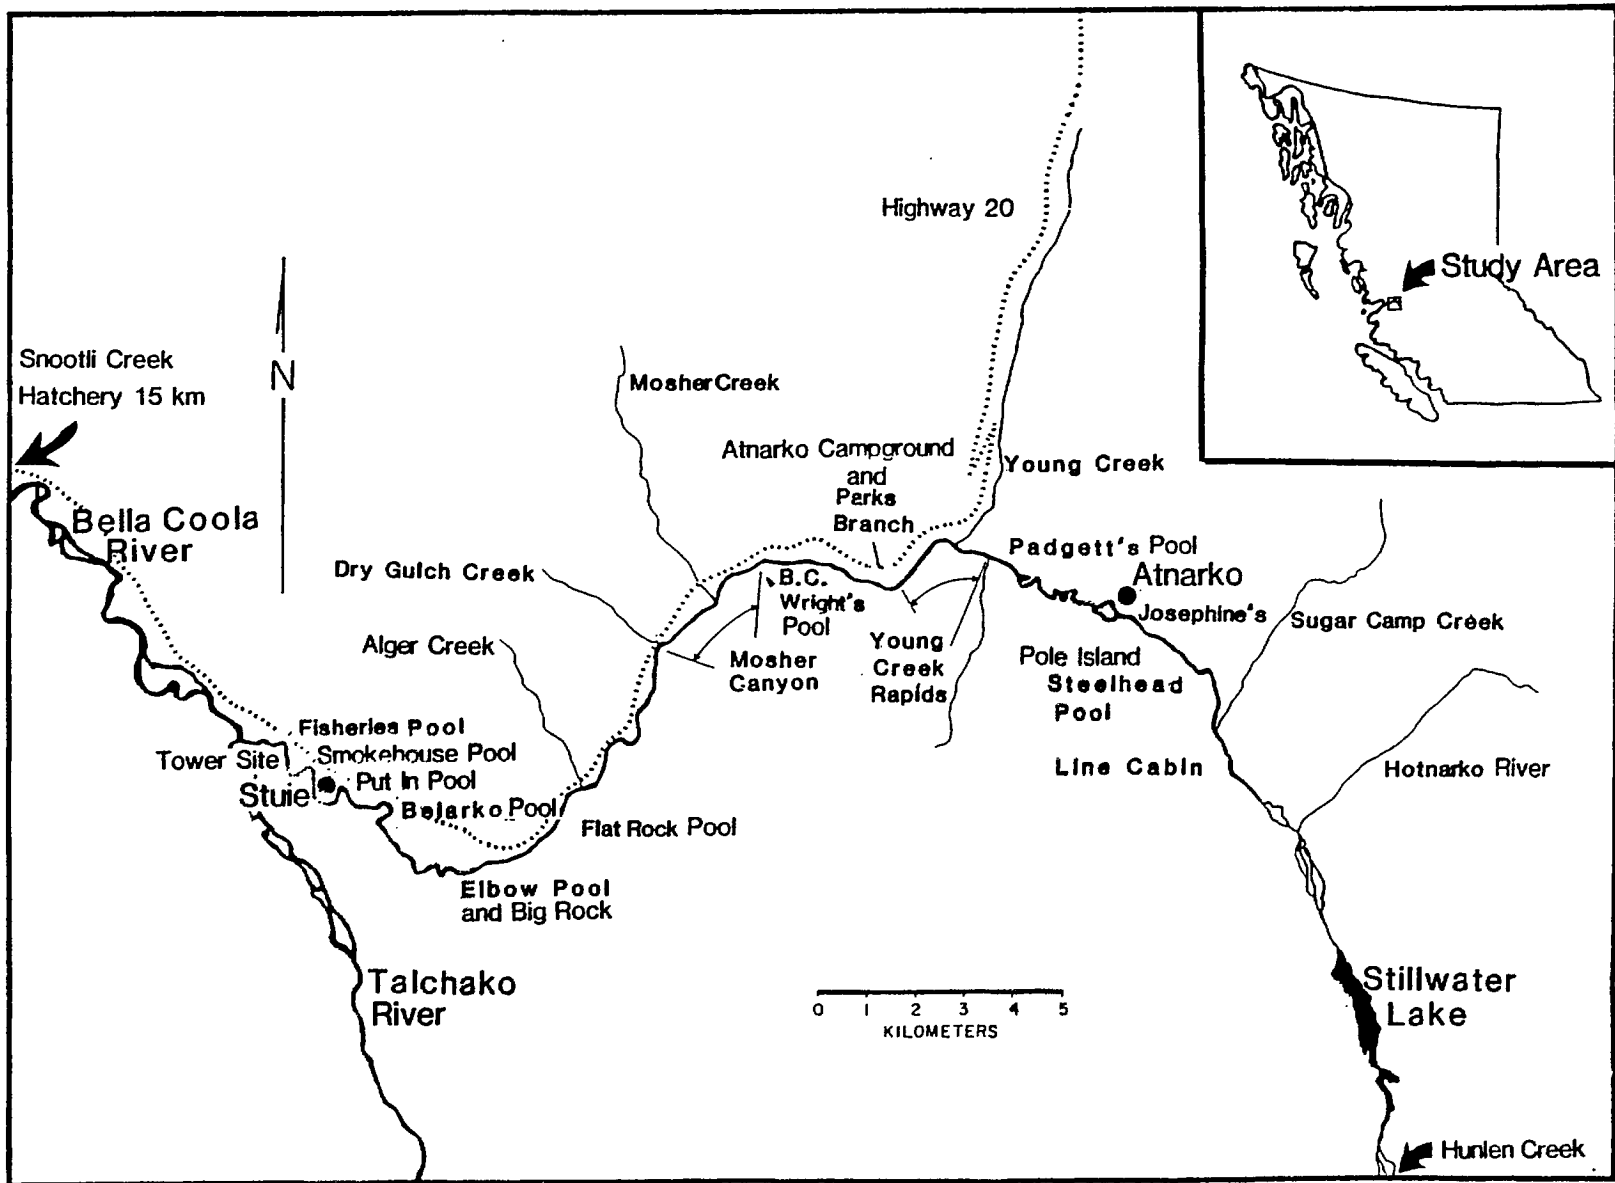 Highway 20
Study Area
Snootli Creek
Hatchery 15 km
N
Mosher Creek
Atnarko Campground
and
Parks
Branch
Young Creek
Bella Coola
River
Padgett's Pool
Atnarko
Josephine's
Sugar Camp Creek
Dry Gulch Creek
B.C.
Wright's
Pool
Alger Creek
Mosher
Canyon
Young
Creek
Rapids
Pole Island
Steelhead
Pool
Fisheries Pool
Tower Site
Smokehouse Pool
Put In Pool
Stuie
Belarko Pool
Line Cabin
Hotnarko River
Flat Rock Pool
Elbow Pool
and Big Rock
Talchako
River
Stillwater
Lake
0 1 2 3 4 5
KILOMETERS
Hunlen Creek